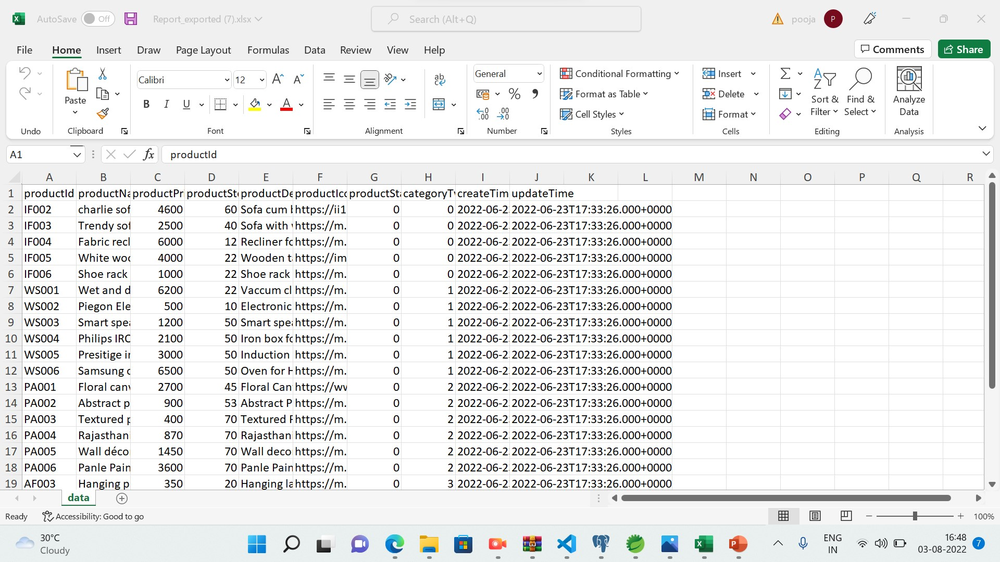 AutoSave Off Report_exported (7).xlsx Search (Alt+Q) pooja P
File Home Insert Draw Page Layout Formulas Data Review View Help Comments Share
Paste Calibri 12 General Conditional Formatting Insert
Format as Table Delete Sort & Filter Find & Select Analyze Data
B I U Cell Styles Format
Undo Clipboard Font Alignment Number Styles Cells Editing Analysis
A1 fx productId
A B C D E F G H I J K L M N O P Q R
1 productId productNa productPr productSto productDe productIco productSta categoryTy createTim updateTime
2 IF002 charlie sof 4600 60 Sofa cum https://ii1 0 0 2022-06-2 2022-06-23T17:33:26.000+0000
3 IF003 Trendy sof 2500 40 Sofa with https://m. 0 0 2022-06-2 2022-06-23T17:33:26.000+0000
4 IF004 Fabric recl 6000 12 Recliner fo https://m. 0 0 2022-06-2 2022-06-23T17:33:26.000+0000
5 IF005 White woo 4000 22 Wooden t https://im 0 0 2022-06-2 2022-06-23T17:33:26.000+0000
6 IF006 Shoe rack 1000 22 Shoe rack https://m. 0 0 2022-06-2 2022-06-23T17:33:26.000+0000
7 WS001 Wet and d 6200 22 Vaccum cl https://m. 0 1 2022-06-2 2022-06-23T17:33:26.000+0000
8 WS002 Piegon Ele 500 10 Electronic https://m. 0 1 2022-06-2 2022-06-23T17:33:26.000+0000
9 WS003 Smart spea 1200 50 Smart spea https://m. 0 1 2022-06-2 2022-06-23T17:33:26.000+0000
10 WS004 Philips IRO 2100 50 Iron box fo https://m. 0 1 2022-06-2 2022-06-23T17:33:26.000+0000
11 WS005 Presitige in 3000 50 Induction https://m. 0 1 2022-06-2 2022-06-23T17:33:26.000+0000
12 WS006 Samsung o 6500 50 Oven for H https://m. 0 1 2022-06-2 2022-06-23T17:33:26.000+0000
13 PA001 Floral canv 2700 45 Floral Can https://ww 0 2 2022-06-2 2022-06-23T17:33:26.000+0000
14 PA002 Abstract p 900 53 Abstract P https://m. 0 2 2022-06-2 2022-06-23T17:33:26.000+0000
15 PA003 Textured p 400 70 Textured P https://m. 0 2 2022-06-2 2022-06-23T17:33:26.000+0000
16 PA004 Rajasthan 870 70 Rajasthan https://m. 0 2 2022-06-2 2022-06-23T17:33:26.000+0000
17 PA005 Wall déco 1450 70 Wall deco https://m. 0 2 2022-06-2 2022-06-23T17:33:26.000+0000
18 PA006 Panle Pain 3600 70 Panle Pain https://m. 0 2 2022-06-2 2022-06-23T17:33:26.000+0000
19 AF003 Hanging p 350 20 Hanging la https://m. 0 3 2022-06-2 2022-06-23T17:33:26.000+0000
data
Ready Accessibility: Good to go 100%
30°C ENG 16:48
Cloudy IN 03-08-2022 7